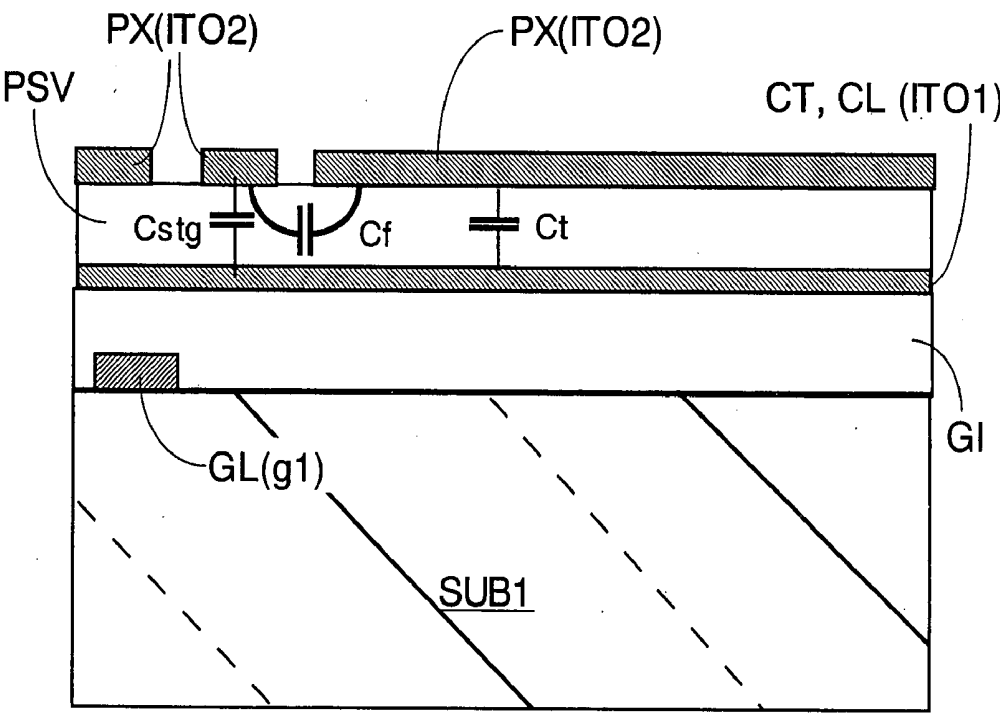 PX(ITO2)
PX(ITO2)
PSV
CT, CL (ITO1)
Cstg
Cf
Ct
GI
GL(g1)
SUB1